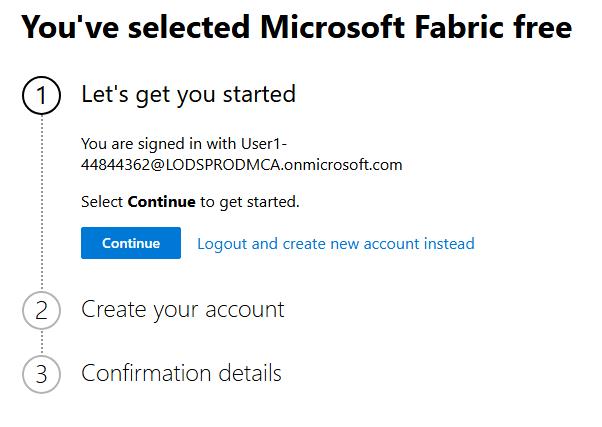 You've selected Microsoft Fabric free
1 Let's get you started
You are signed in with User1-
44844362@LODSPRODMCA.onmicrosoft.com
Select Continue to get started.
Continue Logout and create new account instead
2 Create your account
3 Confirmation details